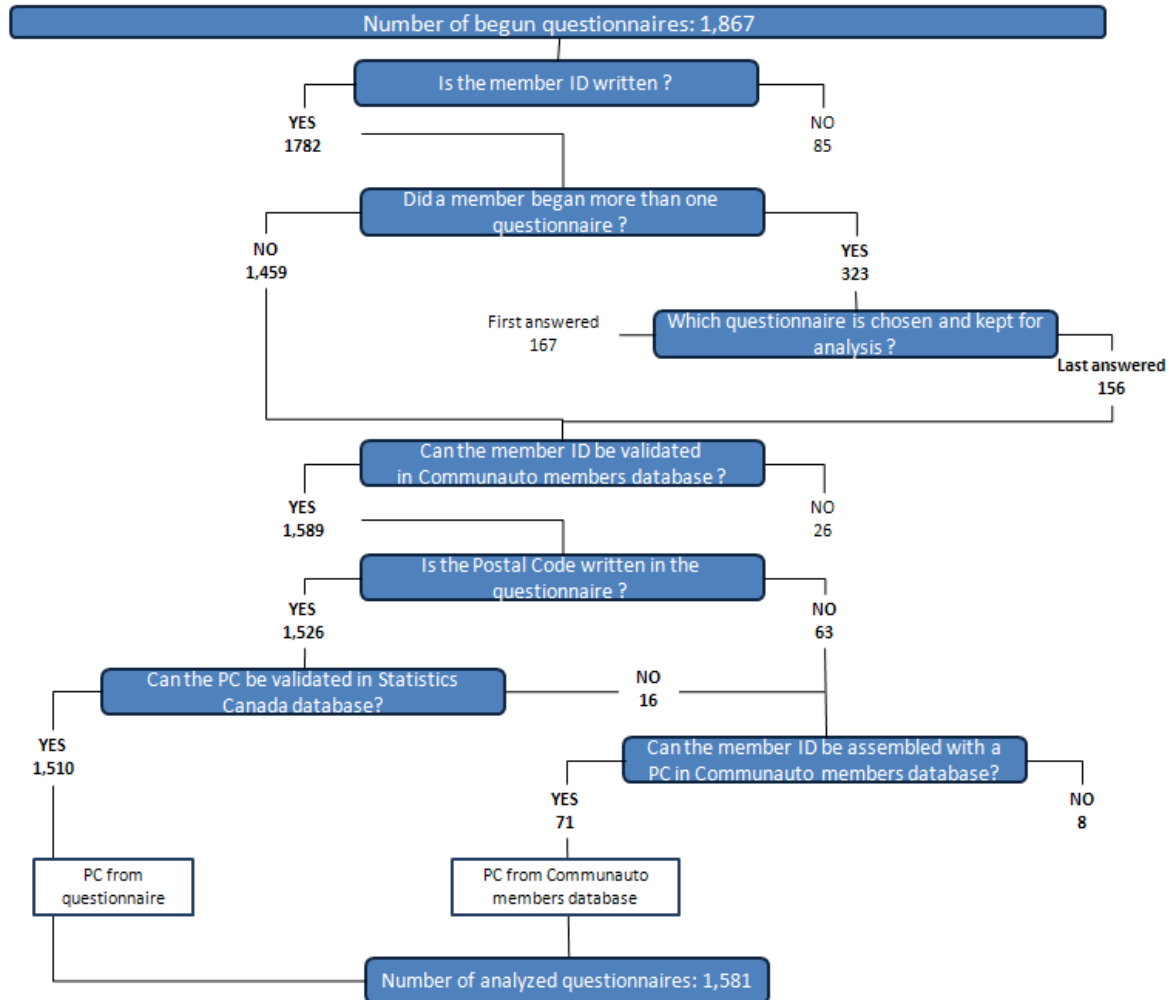 Number of begun questionnaires: 1,867
Is the member ID written ?
YES
1782
NO
85
Did a member began more than one
questionnaire ?
NO
1,459
YES
323
First answered
167
Which questionnaire is chosen and kept for
analysis ?
Last answered
156
Can the member ID be validated
in Communauto members database ?
YES
1,589
NO
26
Is the Postal Code written in the
questionnaire ?
YES
1,526
NO
63
Can the PC be validated in Statistics
Canada database?
NO
16
YES
1,510
Can the member ID be assembled with a
PC in Communauto members database?
YES
71
NO
8
PC from
questionnaire
PC from Communauto
members database
Number of analyzed questionnaires: 1,581